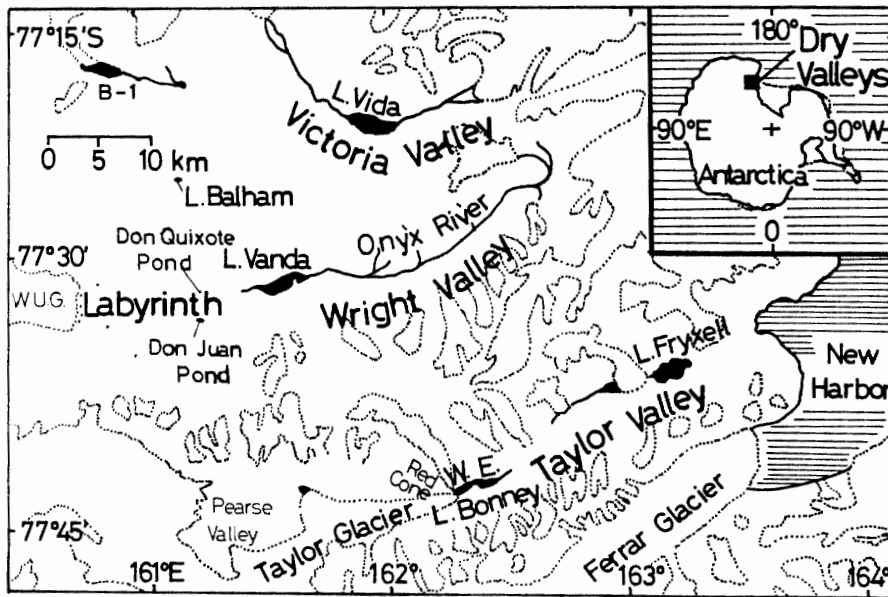 77°15'S
B-1
0 5 10 km
L.Vida
Victoria Valley
L.Balham
180°
Dry
Valleys
90°E
90°W
Antarctica
0
Don Quixote
Pond
L.Vanda
Onyx River
77°30'
W.U.G.
Labyrinth
Wright Valley
Don Juan
Pond
L.Fryxell
New
Harbor
Taylor Valley
Red
Cone
W. E.
L. Bonney
Pearse
Valley
Taylor Glacier
Ferrar Glacier
77°45'
161°E
162°
163°
164°